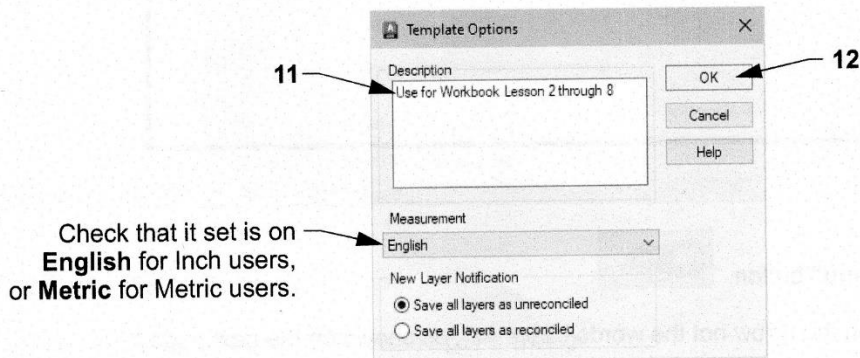 Template Options
11
Description
Use for Workbook Lesson 2 through 8
OK
12
Cancel
Help
Check that it set is on
English for Inch users,
or Metric for Metric users.
Measurement
English
New Layer Notification
Save all layers as unreconciled
Save all layers as reconciled